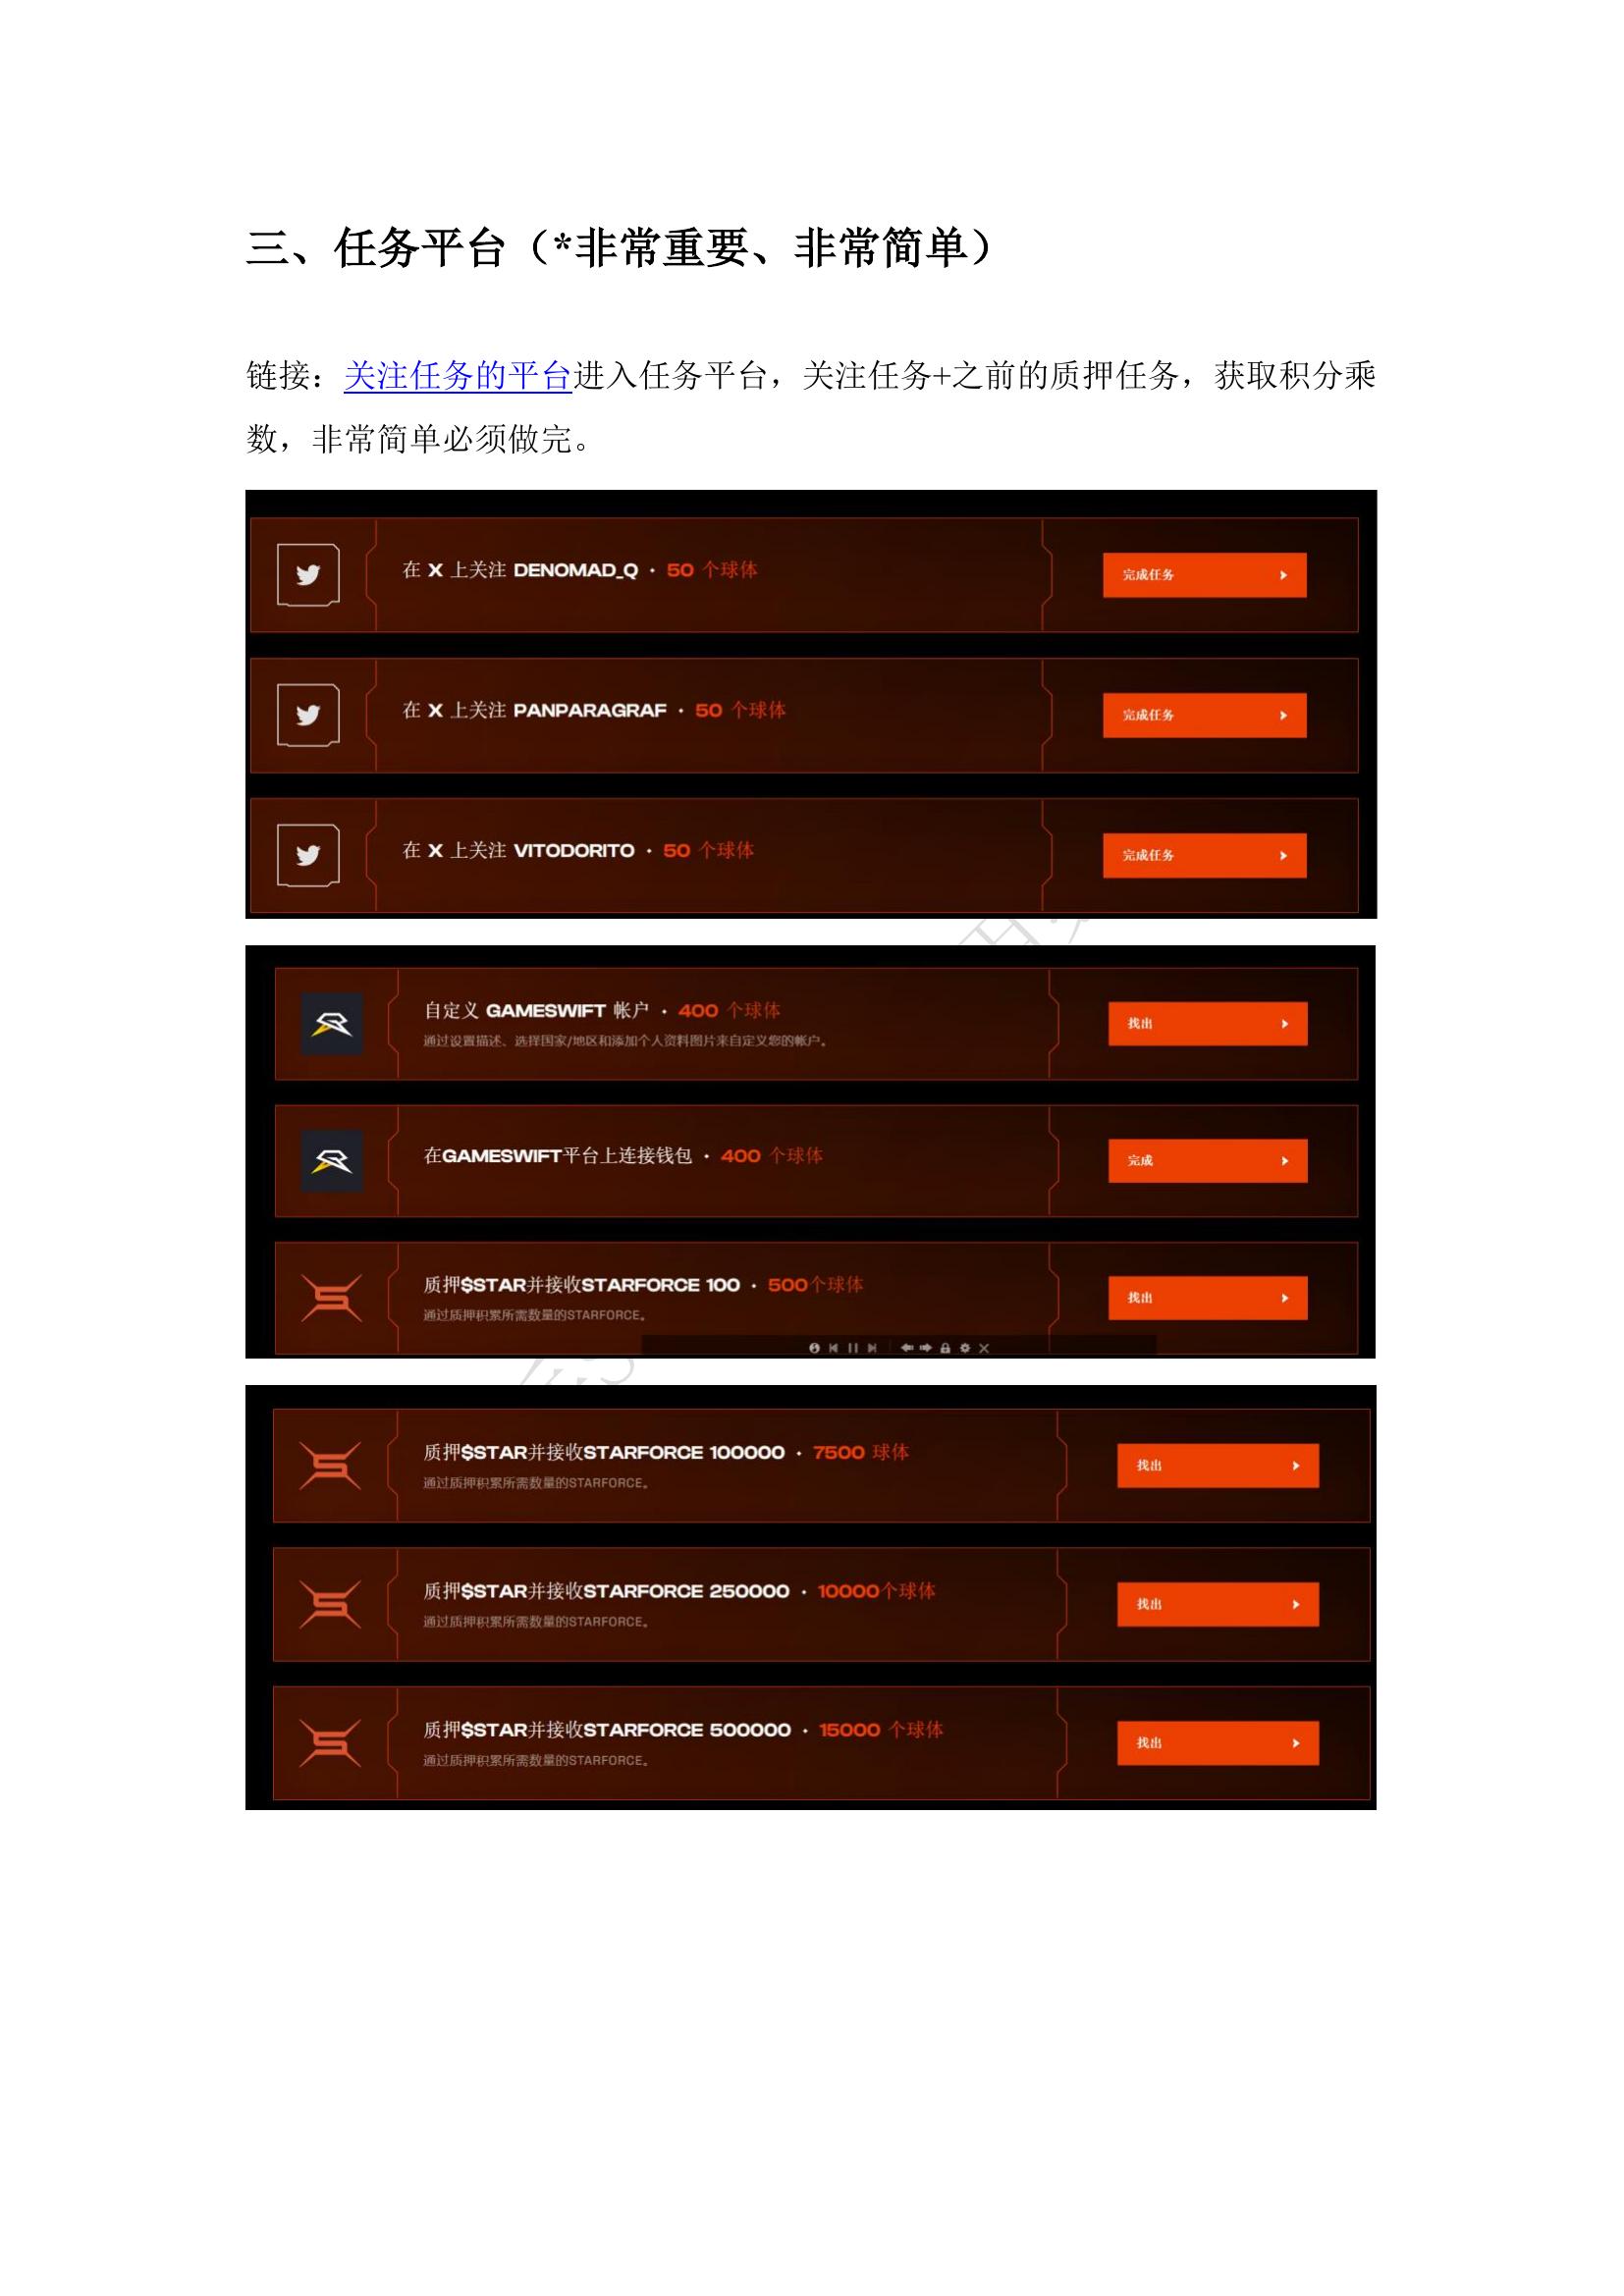 三、任务平台（*非常重要、非常简单）
链接：关注任务的平台进入任务平台，关注任务+之前的质押任务，获取积分乘
数，非常简单必须做完。
在 X 上关注 DENOMAD_Q • 50 个球体
完成任务
在 X 上关注 PANPARAGRAF • 50 个球体
完成任务
在 X 上关注 VITODORITO • 50 个球体
完成任务
自定义 GAMESWIFT 帐户 • 400 个球体
通过设置描述、选择国家/地区和添加个人资料图片来自定义您的帐户。
找出
在GAMESWIFT平台上连接钱包 • 400 个球体
完成
质押$STAR并接收STARFORCE 100 • 500个球体
通过质押积累所需数量的STARFORCE。
找出
质押$STAR并接收STARFORCE 100000 • 7500 球体
通过质押积累所需数量的STARFORCE。
找出
质押$STAR并接收STARFORCE 250000 • 10000个球体
通过质押积累所需数量的STARFORCE。
找出
质押$STAR并接收STARFORCE 500000 • 15000 个球体
通过质押积累所需数量的STARFORCE。
找出